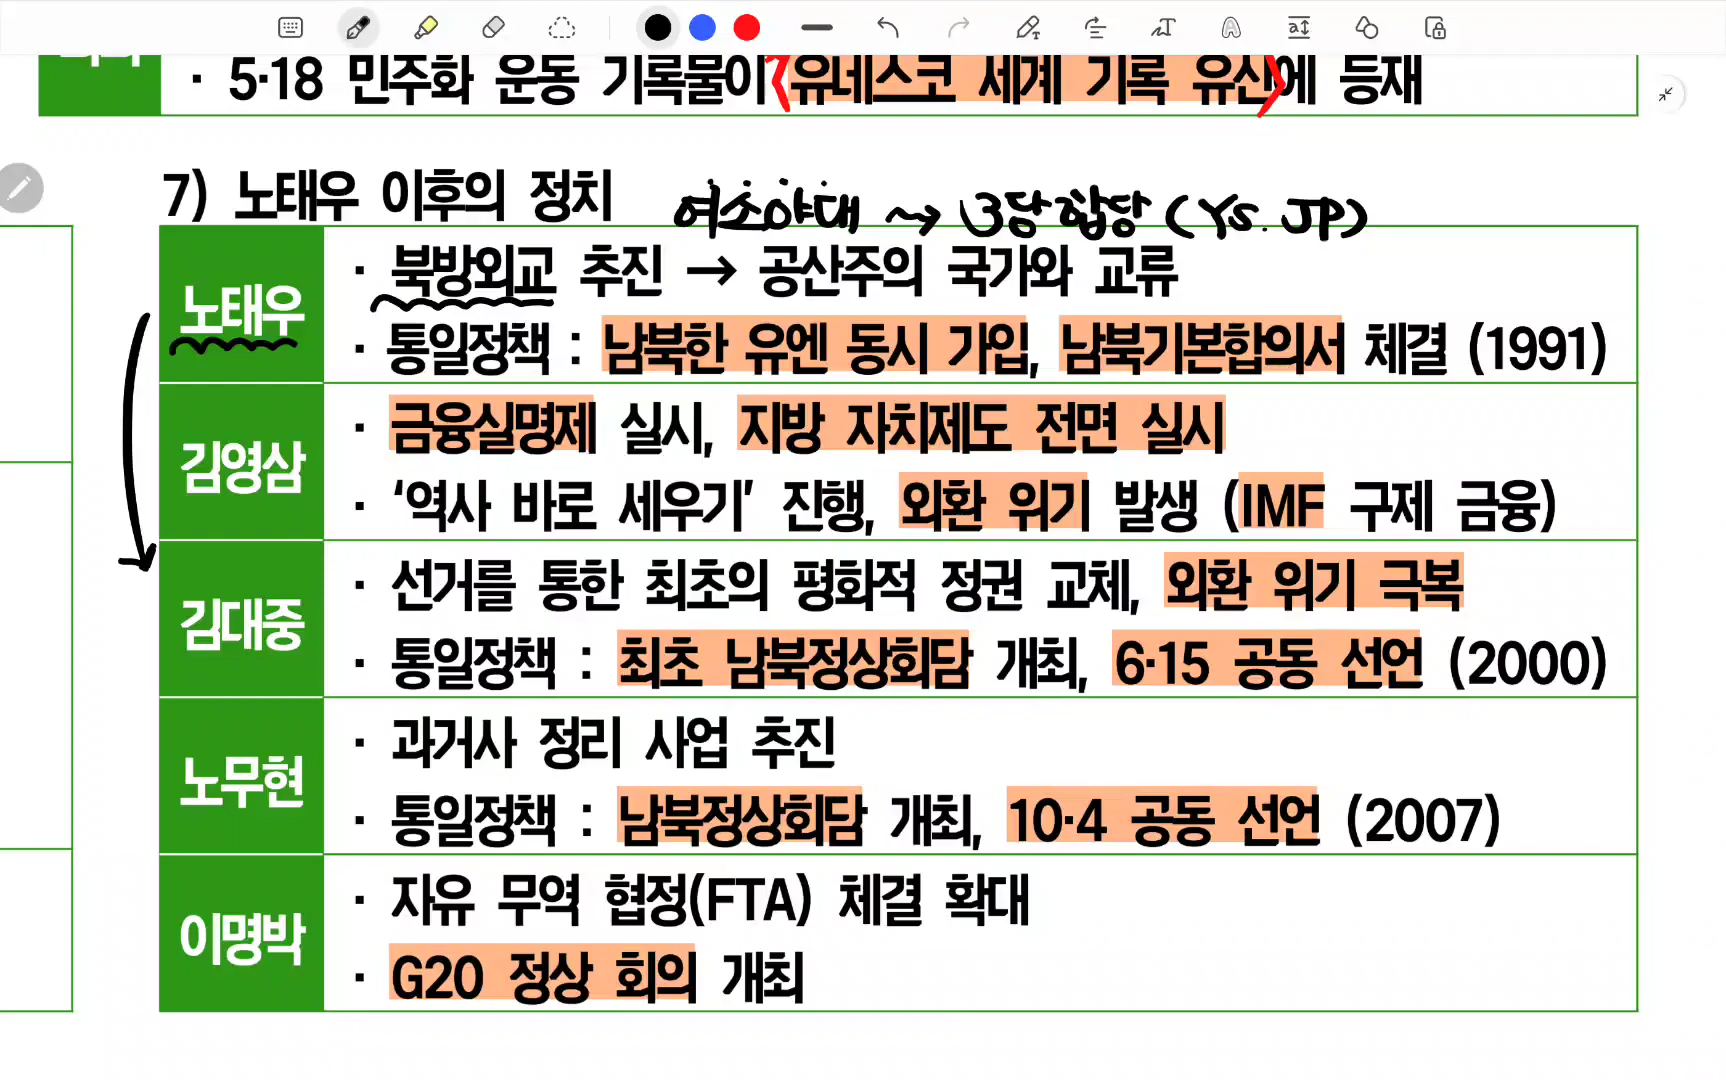 · 5·18 민주화 운동 기록물이 유네스코 세계 기록 유산에 등재
7) 노태우 이후의 정치
여소야대 → 3당 합당 (YS. JP)
노태우
· 북방외교 추진 → 공산주의 국가와 교류
· 통일정책 : 남북한 유엔 동시 가입, 남북기본합의서 체결 (1991)
김영삼
· 금융실명제 실시, 지방 자치제도 전면 실시
· ‘역사 바로 세우기’ 진행, 외환 위기 발생 (IMF 구제 금융)
김대중
· 선거를 통한 최초의 평화적 정권 교체, 외환 위기 극복
· 통일정책 : 최초 남북정상회담 개최, 6·15 공동 선언 (2000)
노무현
· 과거사 정리 사업 추진
· 통일정책 : 남북정상회담 개최, 10·4 공동 선언 (2007)
이명박
· 자유 무역 협정(FTA) 체결 확대
· G20 정상 회의 개최